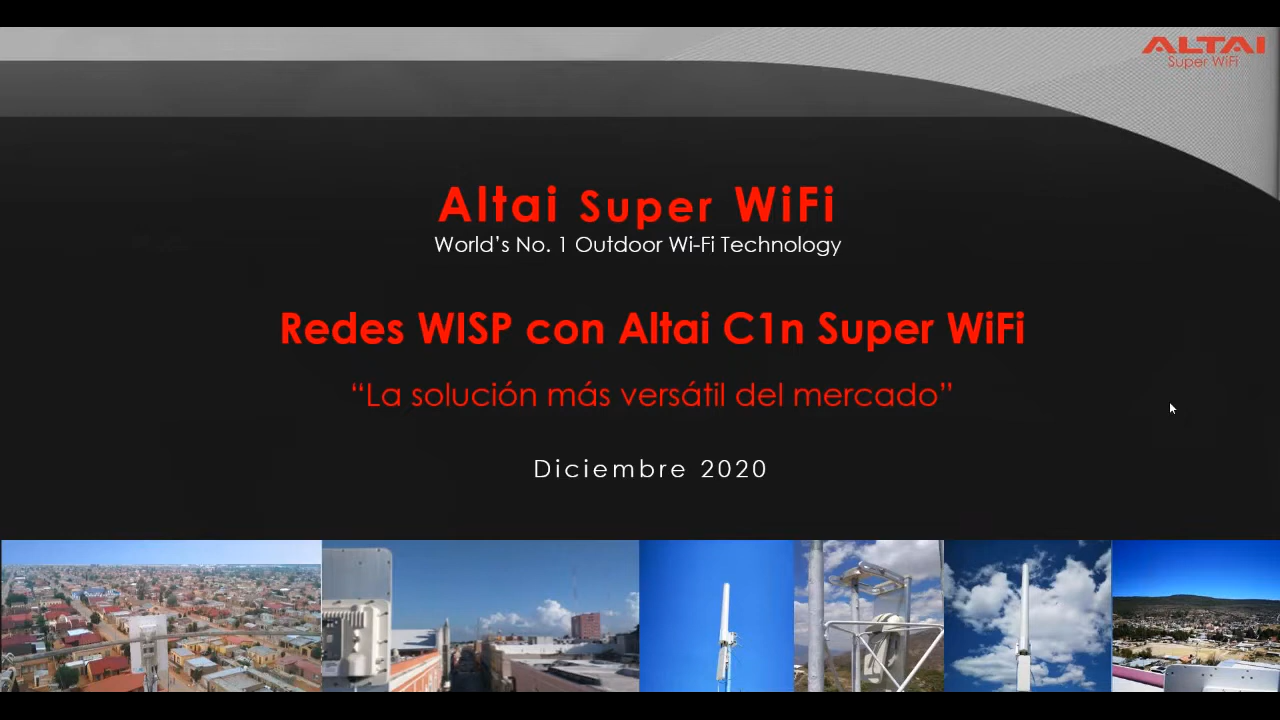 ALTAI
Super WiFi
Altai Super WiFi
World's No. 1 Outdoor Wi-Fi Technology
Redes WISP con Altai C1n Super WiFi
“La solución más versátil del mercado”
Diciembre 2020